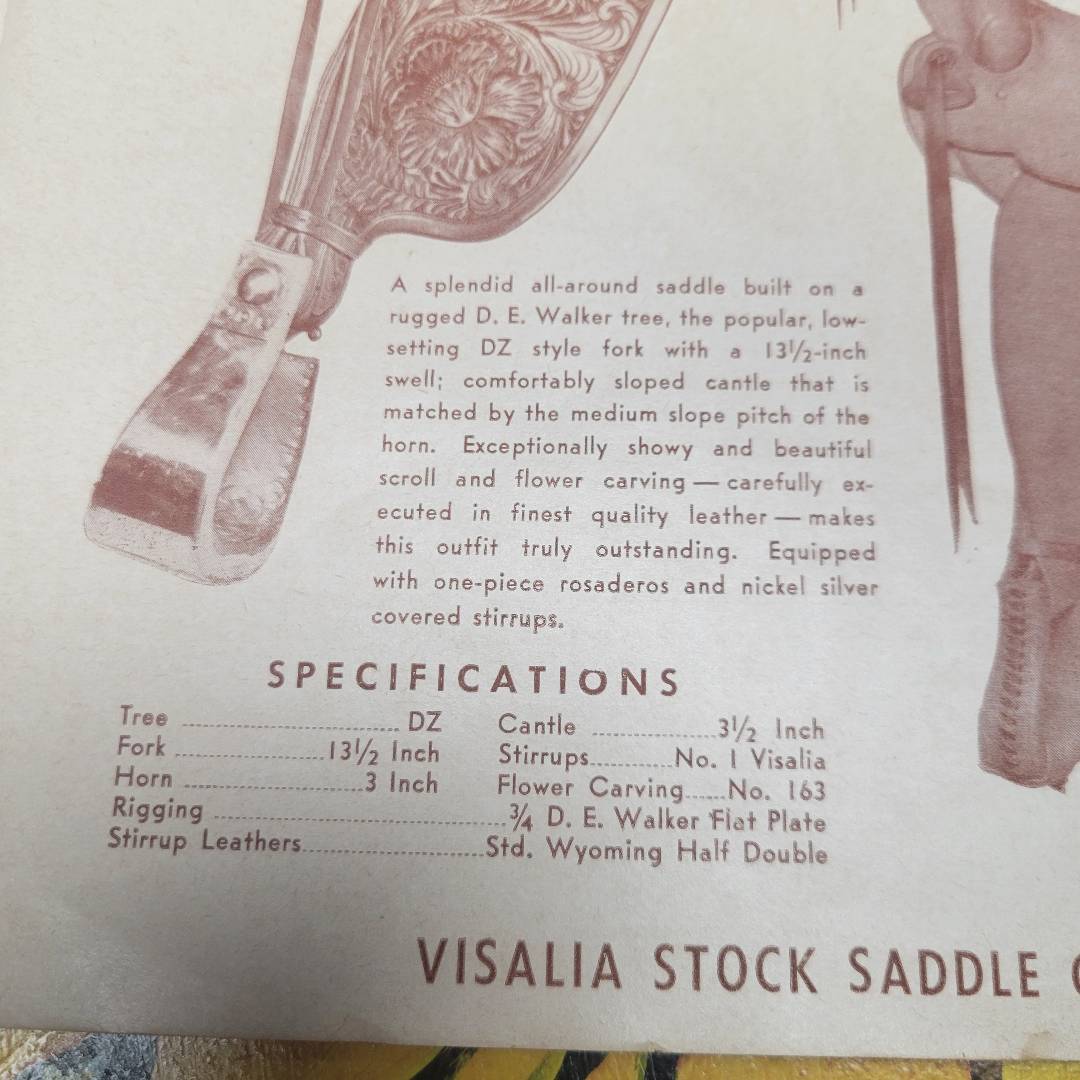 A splendid all-around saddle built on a
rugged D. E. Walker tree, the popular, low-
setting DZ style fork with a 13½-inch
swell; comfortably sloped cantle that is
matched by the medium slope pitch of the
horn. Exceptionally showy and beautiful
scroll and flower carving — carefully ex-
ecuted in finest quality leather — makes
this outfit truly outstanding. Equipped
with one-piece rosaderos and nickel silver
covered stirrups.
SPECIFICATIONS
Tree ........................ DZ
Fork .................13½ Inch
Horn ....................3 Inch
Cantle ..............3½ Inch
Stirrups...........No. 1 Visalia
Flower Carving.......No. 163
Rigging .................................¾ D. E. Walker Flat Plate
Stirrup Leathers.....................Std. Wyoming Half Double
VISALIA STOCK SADDLE